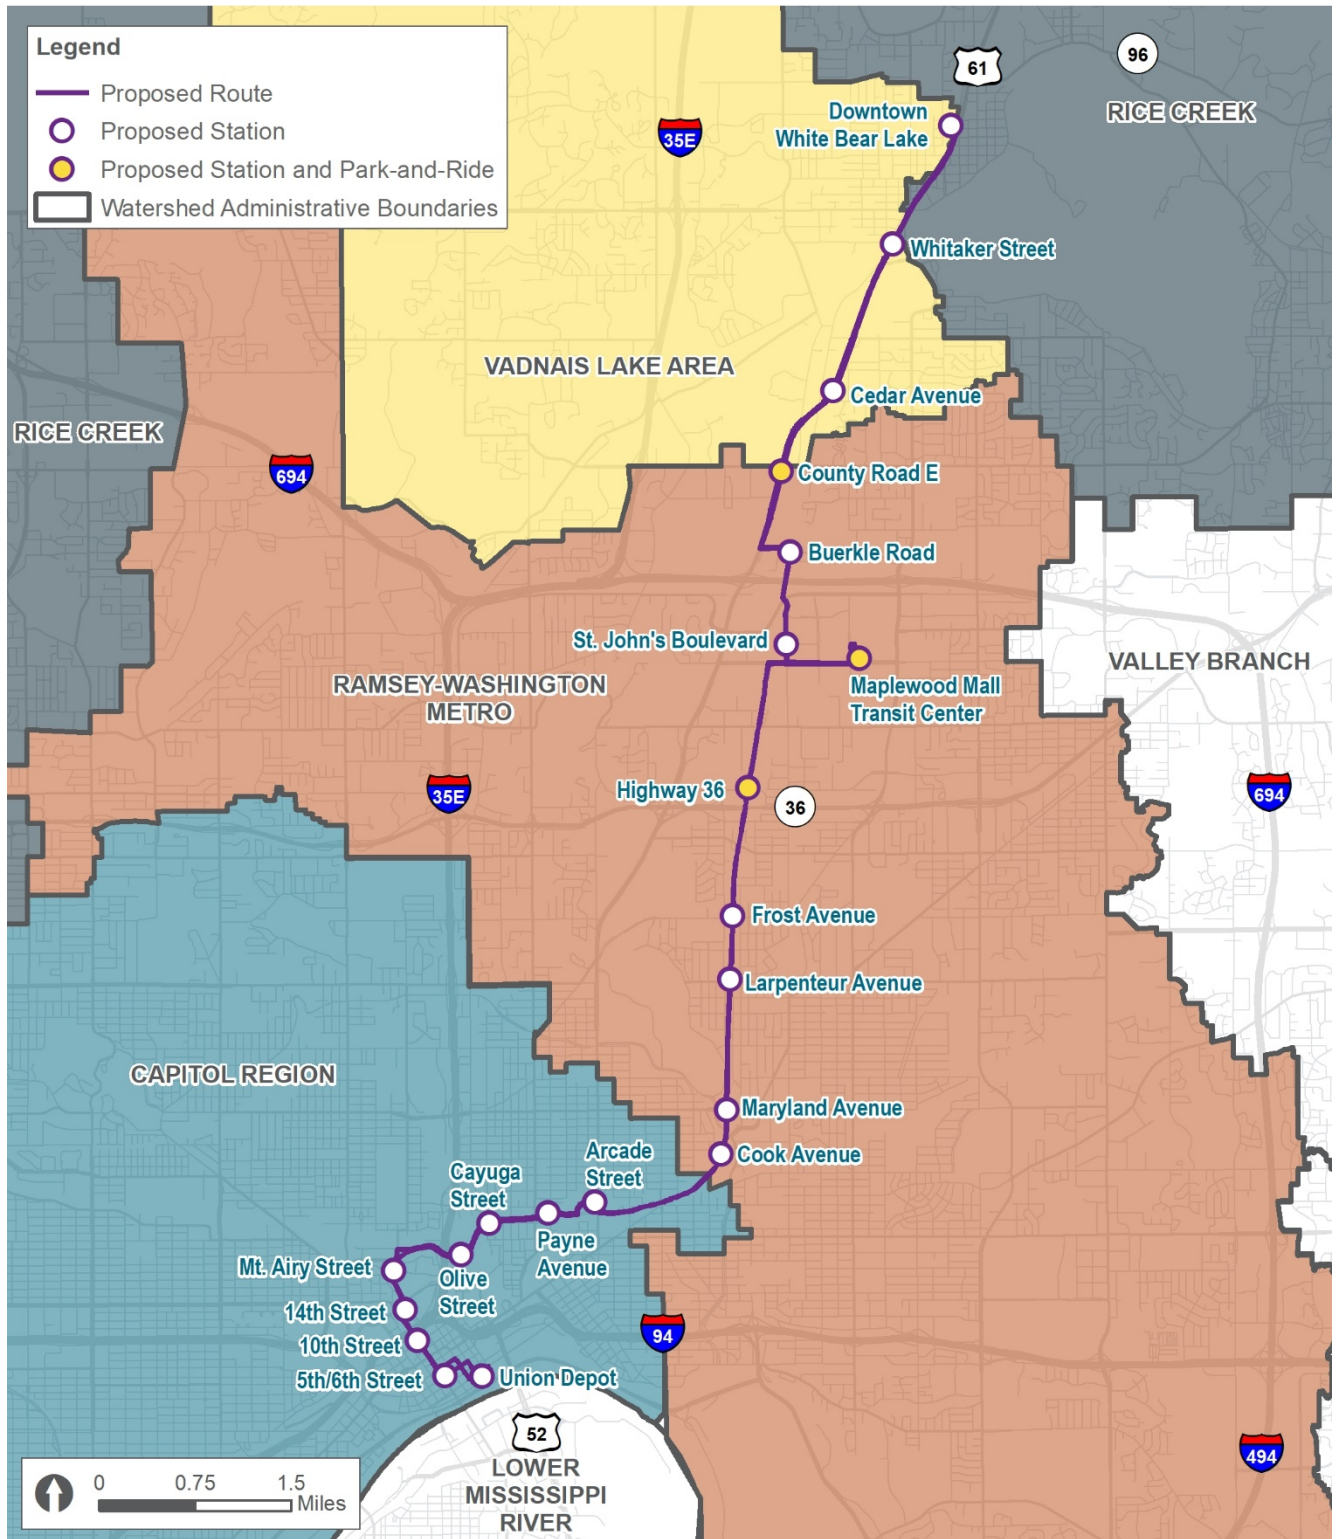 Legend
Proposed Route
Proposed Station
Proposed Station and Park-and-Ride
Watershed Administrative Boundaries
61
96
RICE CREEK
35E
Downtown
White Bear Lake
Whitaker Street
VADNAIS LAKE AREA
Cedar Avenue
RICE CREEK
694
County Road E
Buerkle Road
St. John's Boulevard
VALLEY BRANCH
RAMSEY-WASHINGTON
METRO
Maplewood Mall
Transit Center
35E
Highway 36
36
694
Frost Avenue
Larpenteur Avenue
CAPITOL REGION
Maryland Avenue
Cook Avenue
Arcade
Street
Cayuga
Street
Payne
Avenue
Mt. Airy Street
Olive
Street
14th Street
10th Street
94
5th/6th Street
Union Depot
52
LOWER
MISSISSIPPI
RIVER
494
0 0.75 1.5
Miles